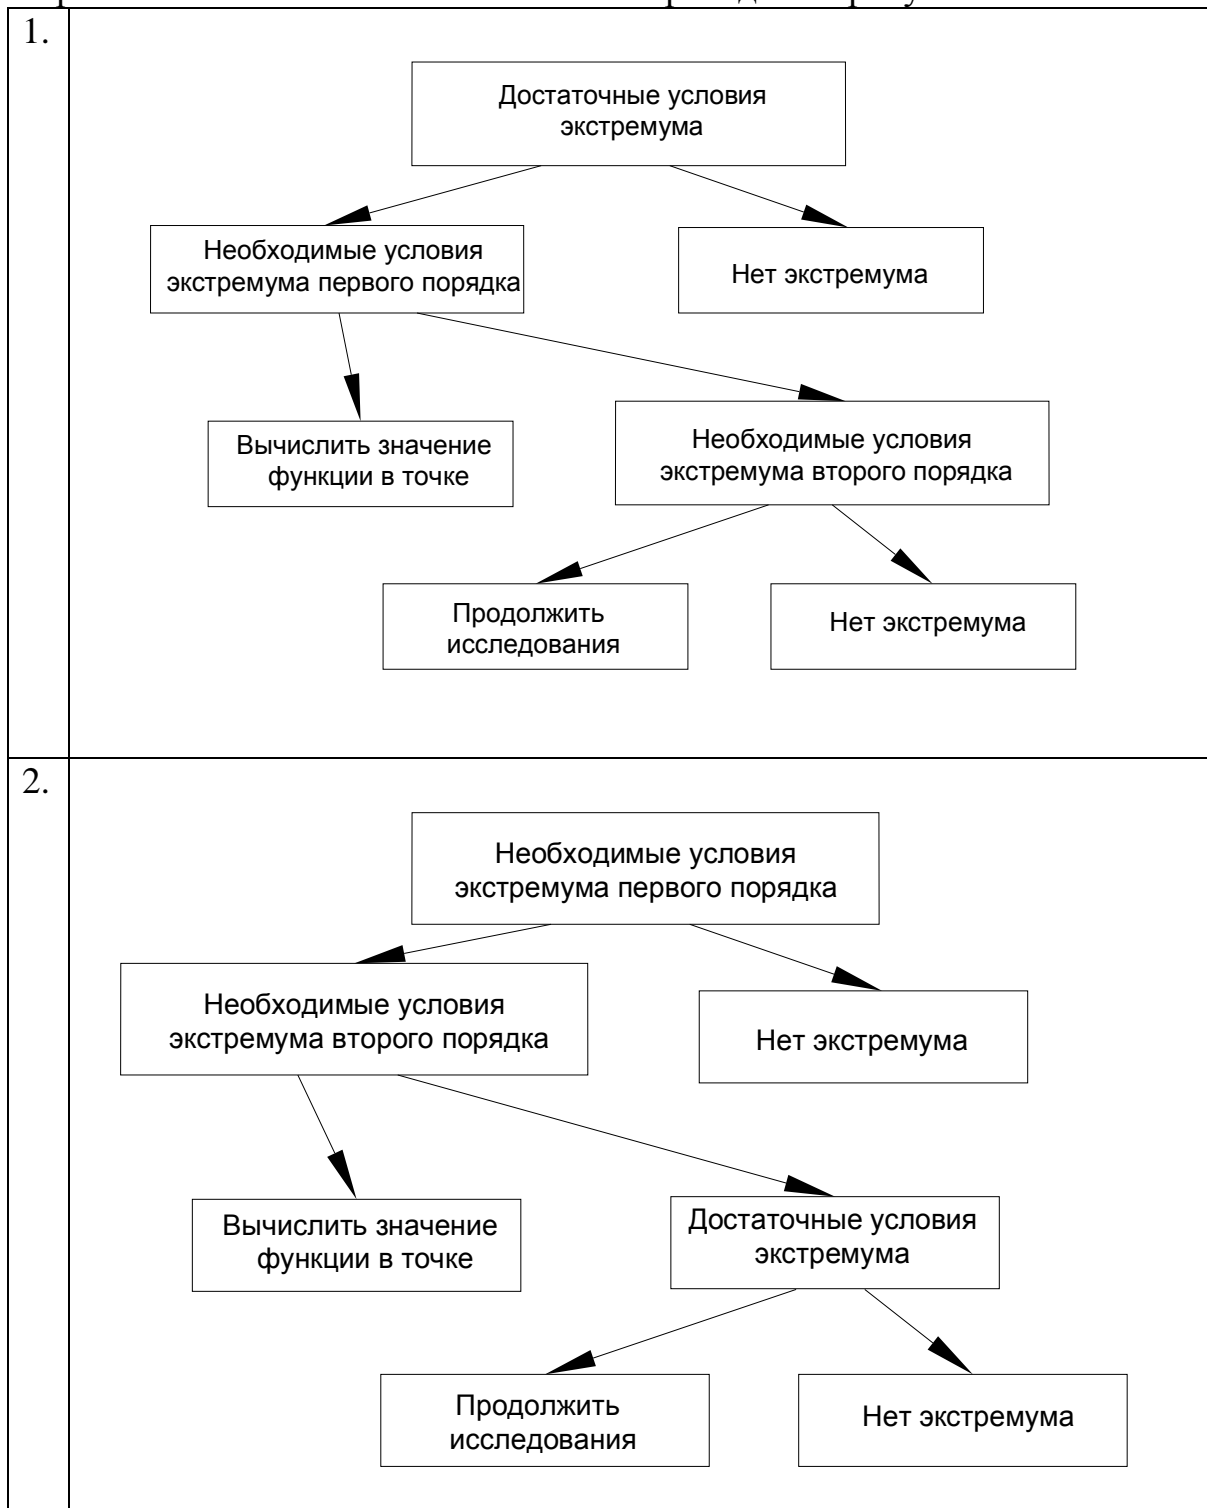 1.
Достаточные условия
экстремума
Необходимые условия
экстремума первого порядка
Нет экстремума
Вычислить значение
функции в точке
Необходимые условия
экстремума второго порядка
Продолжить
исследования
Нет экстремума
2.
Необходимые условия
экстремума первого порядка
Необходимые условия
экстремума второго порядка
Нет экстремума
Вычислить значение
функции в точке
Достаточные условия
экстремума
Продолжить
исследования
Нет экстремума